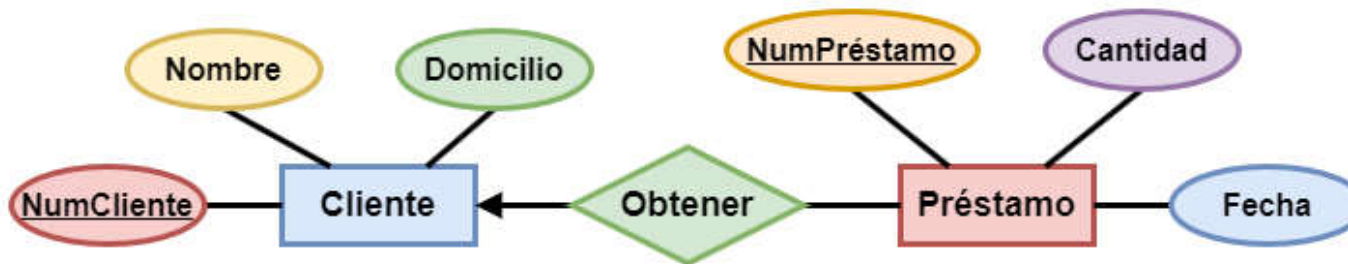 Nombre
Domicilio
NumPréstamo
Cantidad
NumCliente
Cliente
Obtener
Préstamo
Fecha